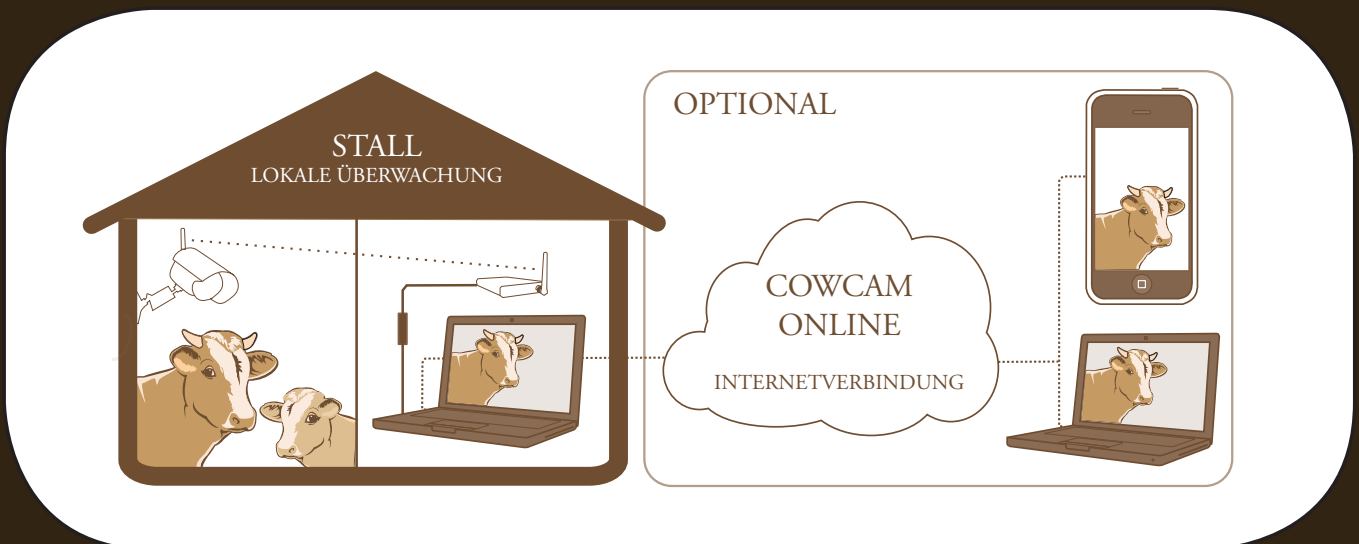 STALL
LOKALE ÜBERWACHUNG
OPTIONAL
COWCAM
ONLINE
INTERNETVERBINDUNG